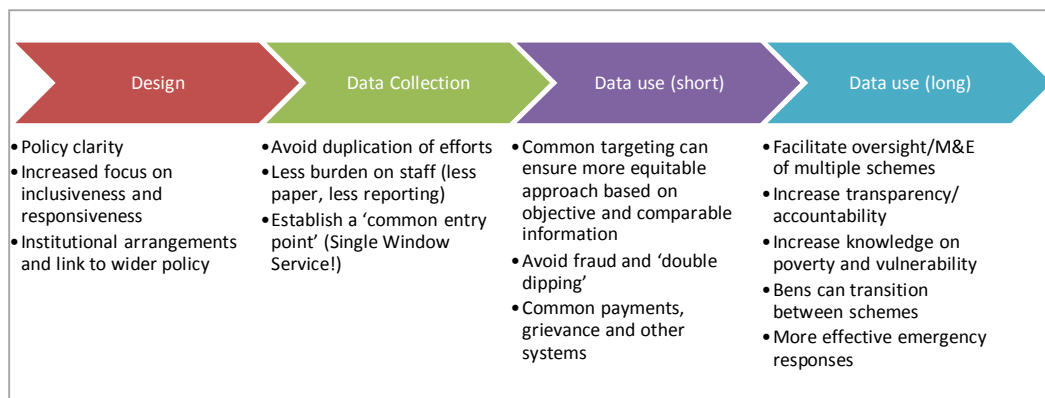 Design
Data Collection
Data use (short)
Data use (long)
•Policy clarity
•Increased focus on
inclusiveness and
responsiveness
•Institutional arrangements
and link to wider policy
•Avoid duplication of efforts
•Less burden on staff (less
paper, less reporting)
•Establish a ‘common entry
point’ (Single Window
Service!)
•Common targeting can
ensure more equitable
approach based on
objective and comparable
information
•Avoid fraud and ‘double
dipping’
•Common payments,
grievance and other
systems
•Facilitate oversight/M&E
of multiple schemes
•Increase transparency/
accountability
•Increase knowledge on
poverty and vulnerability
•Bens can transition
between schemes
•More effective emergency
responses